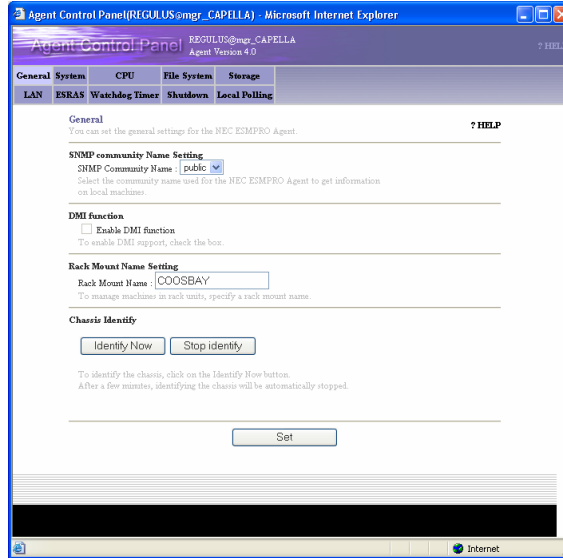 Agent Control Panel(REGULUS@mgr_CAPELLA) - Microsoft Internet Explorer
Agent Control Panel
REGULUS@mgr_CAPELLA
Agent Version 4.0
? HEL
General System CPU File System Storage
LAN ESRAS Watchdog Timer Shutdown Local Polling
General
You can set the general settings for the NEC ESMPRO Agent.
? HELP
SNMP community Name Setting
SNMP Community Name : public
Select the community name used for the NEC ESMPRO Agent to get information
on local machines.
DMI function
Enable DMI function
To enable DMI support, check the box.
Rack Mount Name Setting
Rack Mount Name : COOSBAY
To manage machines in rack units, specify a rack mount name.
Chassis Identify
Identify Now Stop identify
To identify the chassis, click on the Identify Now button.
After a few minutes, identifying the chassis will be automatically stopped.
Set
Internet